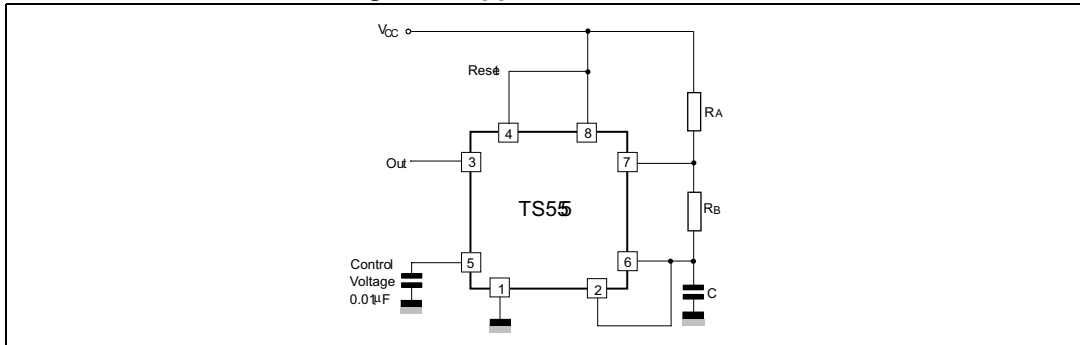 VCC
Reset
RA
4
8
Out
3
7
TS555
RB
5
6
Control
Voltage
0.01µF
1
2
C